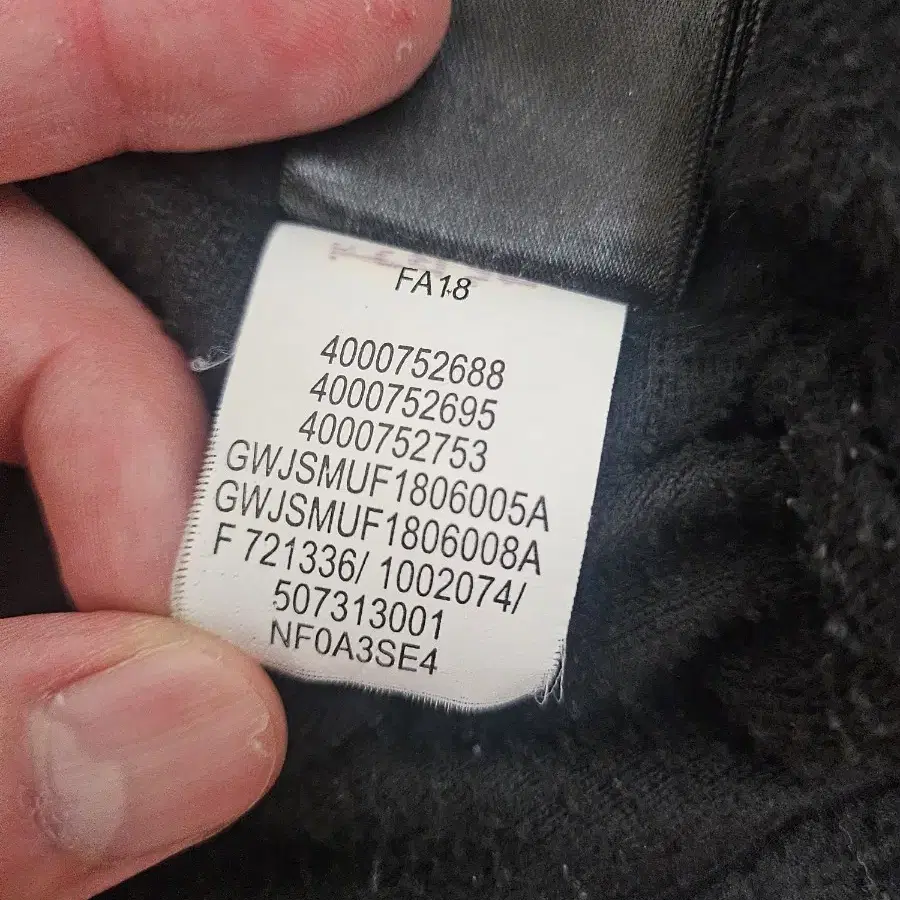 FA18
4000752688
4000752695
4000752753
GWJSMUF1806005A
GWJSMUF1806008A
F 721336/ 1002074/
507313001
NF0A3SE4